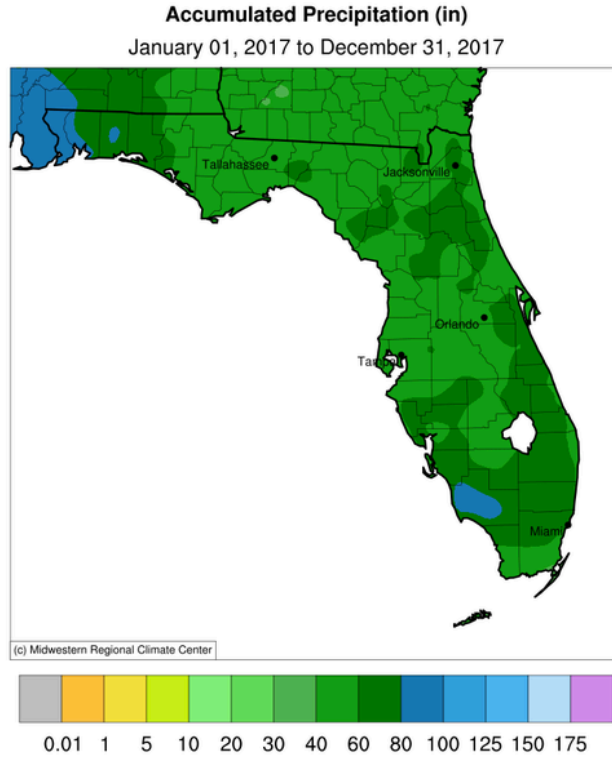 Accumulated Precipitation (in)
January 01, 2017 to December 31, 2017
Tallahassee
Jacksonville
Orlando
Tampa
Miami
(c) Midwestern Regional Climate Center
0.01 1 5 10 20 30 40 60 80 100 125 150 175